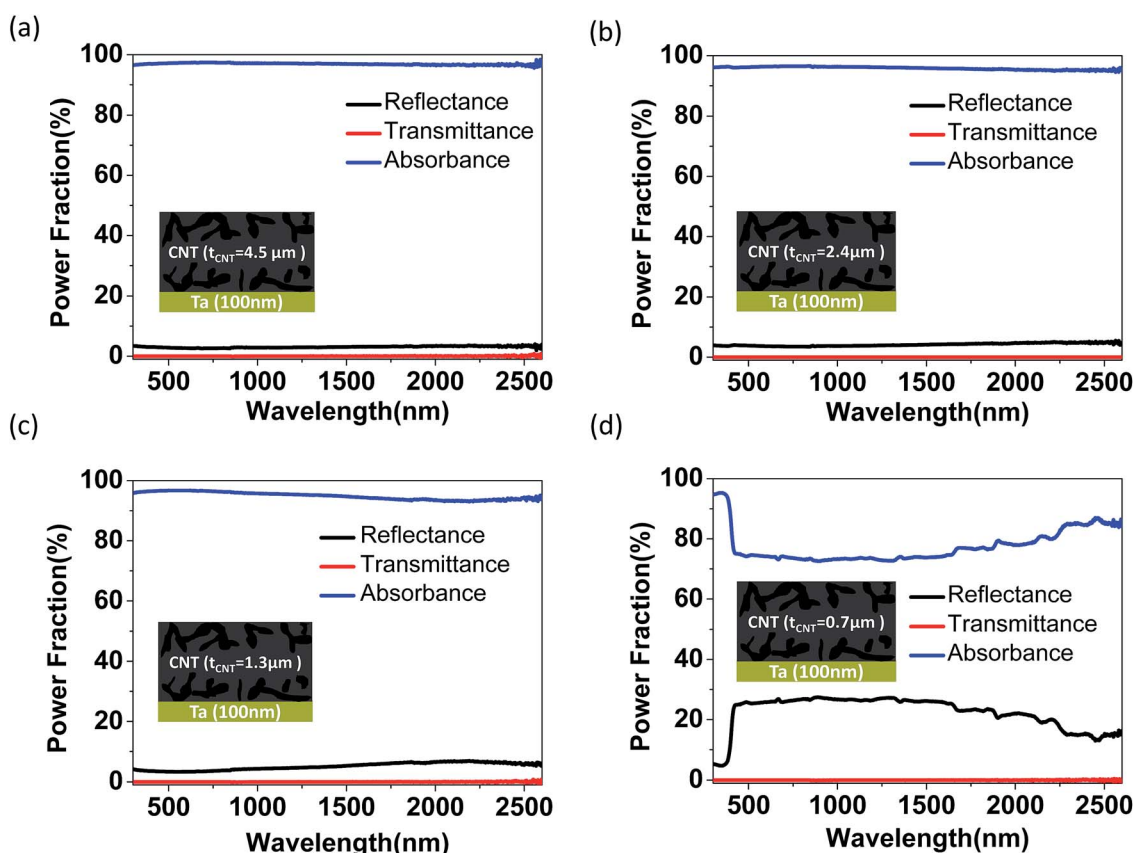 (a)
100
80
60
40
20
0
Power Fraction(%)
Reflectance
Transmittance
Absorbance
CNT (tCNT=4.5 μm )
Ta (100nm)
500 1000 1500 2000 2500
Wavelength(nm)
(b)
100
80
60
40
20
0
Power Fraction(%)
Reflectance
Transmittance
Absorbance
CNT (tCNT=2.4μm )
Ta (100nm)
500 1000 1500 2000 2500
Wavelength(nm)
(c)
100
80
60
40
20
0
Power Fraction(%)
Reflectance
Transmittance
Absorbance
CNT (tCNT=1.3μm )
Ta (100nm)
500 1000 1500 2000 2500
Wavelength(nm)
(d)
100
80
60
40
20
0
Power Fraction(%)
CNT (tCNT=0.7μm )
Ta (100nm)
Reflectance
Transmittance
Absorbance
500 1000 1500 2000 2500
Wavelength(nm)